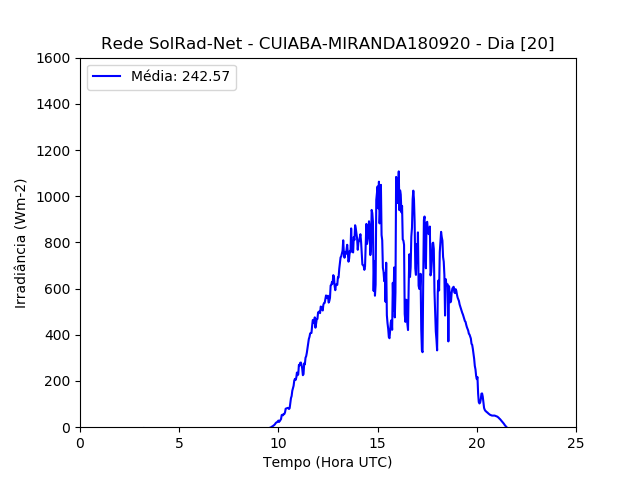 Rede SolRad-Net - CUIABA-MIRANDA180920 - Dia [20]
Média: 242.57
1600
1400
1200
1000
800
600
400
200
0
Irradiância (Wm-2)
0 5 10 15 20 25
Tempo (Hora UTC)